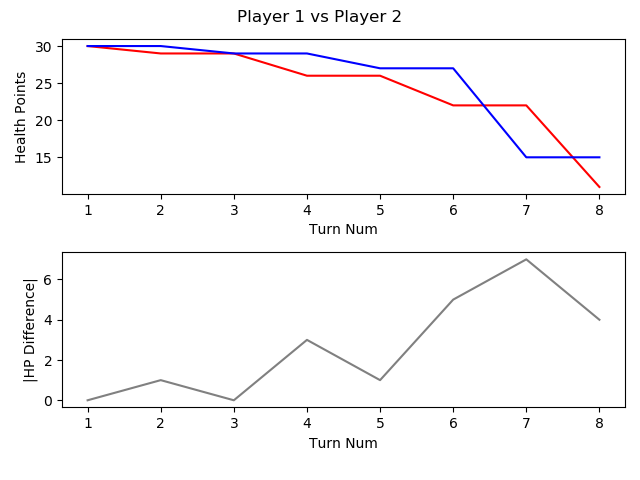 Player 1 vs Player 2
30
25
20
15
Health Points
1 2 3 4 5 6 7 8
Turn Num
6
4
2
0
|HP Difference|
1 2 3 4 5 6 7 8
Turn Num